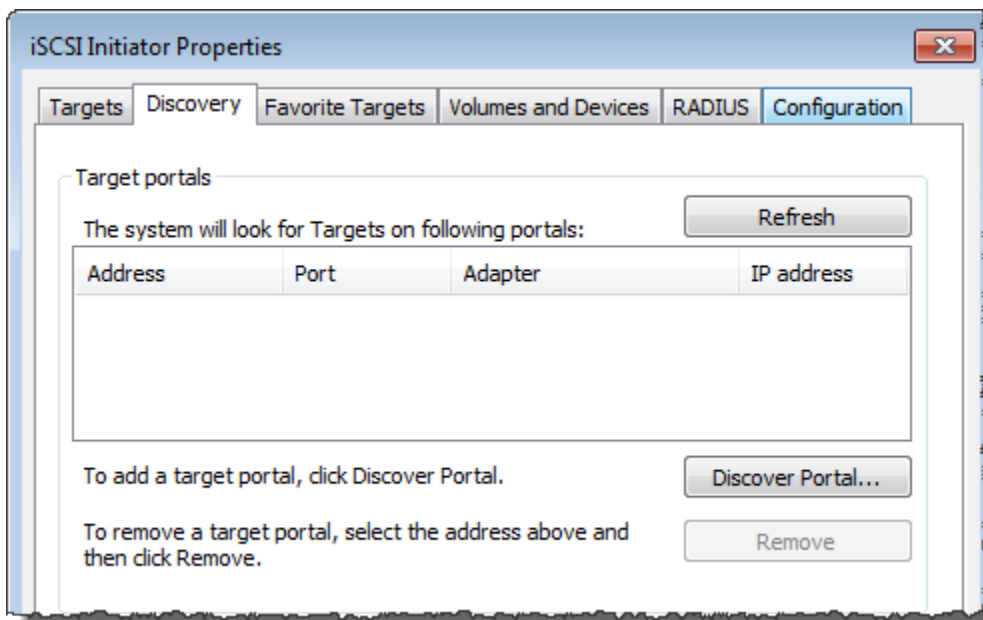 iSCSI Initiator Properties
Targets Discovery Favorite Targets Volumes and Devices RADIUS Configuration
Target portals
The system will look for Targets on following portals:
Refresh
Address Port Adapter IP address
To add a target portal, click Discover Portal.
Discover Portal...
To remove a target portal, select the address above and
then click Remove.
Remove